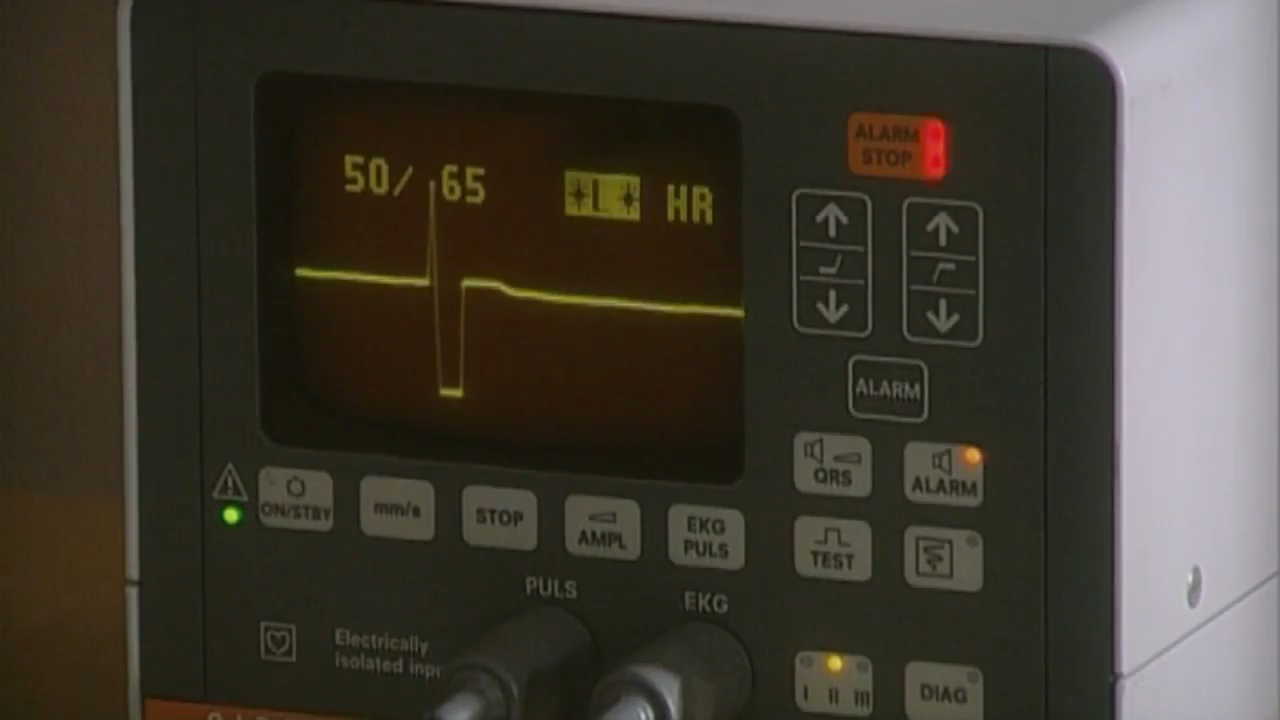 50/ 65 *L* HR
ALARM
STOP
ALARM
QRS
ALARM
ON/STBY
mm/s
STOP
AMPL
EKG
PULS
TEST
PULS
EKG
Electrically
isolated
I II III
DIAG